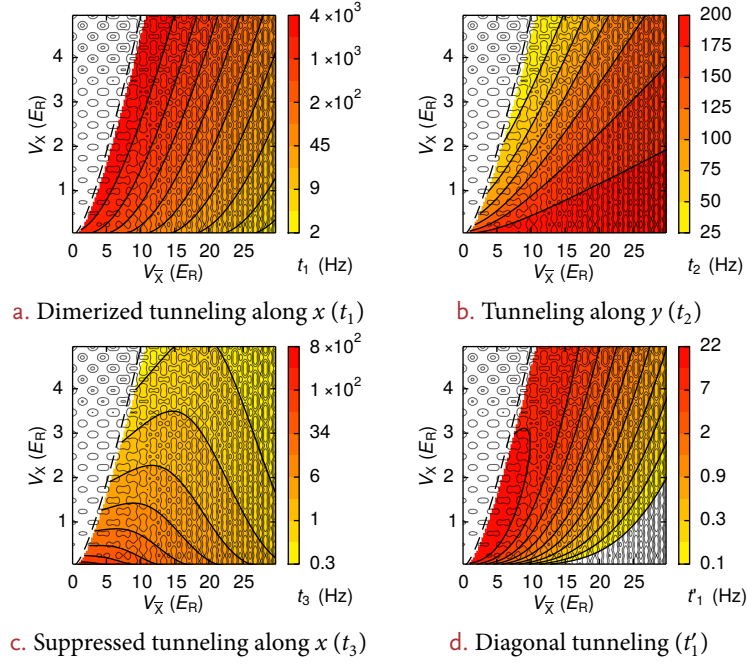 4×10³
1×10³
2×10²
45
9
2
t₁ (Hz)
V_X (E_R)
4
3
2
1
0 5 10 15 20 25
V_X̅ (E_R)
a. Dimerized tunneling along x (t₁)
200
175
150
125
100
75
50
25
t₂ (Hz)
V_X (E_R)
4
3
2
1
0 5 10 15 20 25
V_X̅ (E_R)
b. Tunneling along y (t₂)
8×10²
1×10²
34
6
1
0.3
t₃ (Hz)
V_X (E_R)
4
3
2
1
0 5 10 15 20 25
V_X̅ (E_R)
c. Suppressed tunneling along x (t₃)
22
7
2
0.9
0.3
0.1
t'₁ (Hz)
V_X (E_R)
4
3
2
1
0 5 10 15 20 25
V_X̅ (E_R)
d. Diagonal tunneling (t′₁)